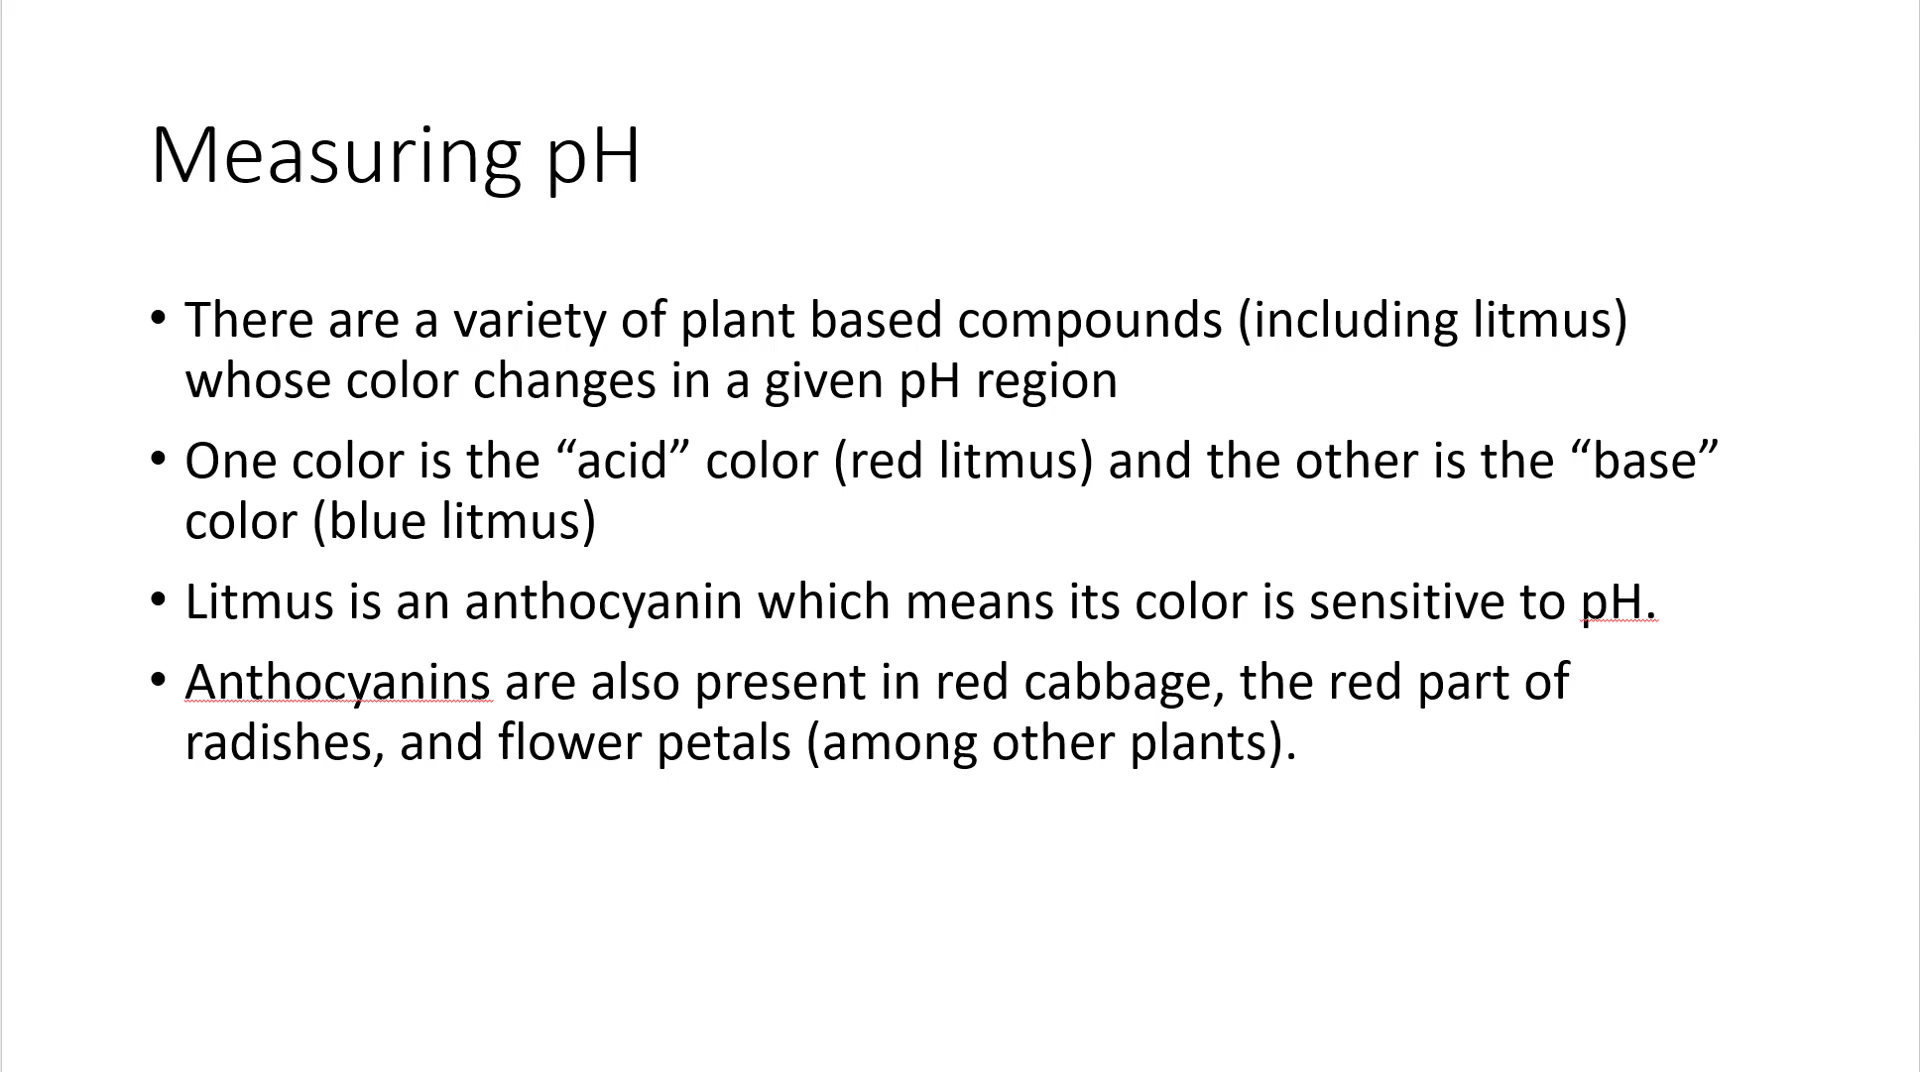 Measuring pH
• There are a variety of plant based compounds (including litmus)
whose color changes in a given pH region
• One color is the “acid” color (red litmus) and the other is the “base”
color (blue litmus)
• Litmus is an anthocyanin which means its color is sensitive to pH.
• Anthocyanins are also present in red cabbage, the red part of
radishes, and flower petals (among other plants).